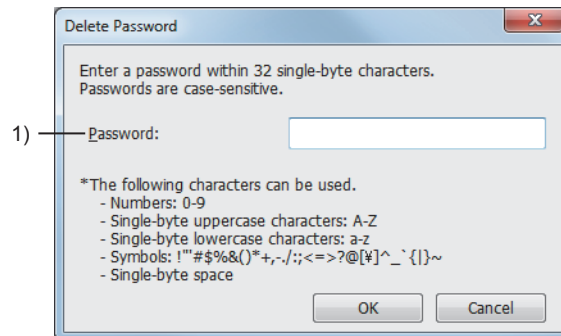 Delete Password
Enter a password within 32 single-byte characters.
Passwords are case-sensitive.
1) Password:
*The following characters can be used.
- Numbers: 0-9
- Single-byte uppercase characters: A-Z
- Single-byte lowercase characters: a-z
- Symbols: !"'#$%&()*+,-./:;<=>?@[¥]^_`{|}~
- Single-byte space
OK Cancel